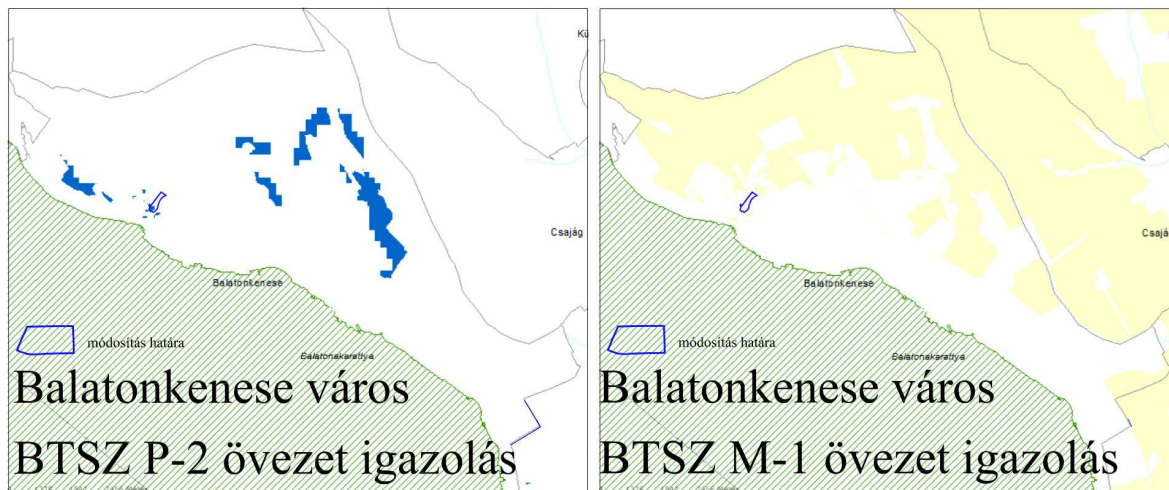 Kü
Csajág
Balatonkenese
módosítás határa
Balatonakarattya
Balatonkenese város
BTSZ P-2 övezet igazolás
Csajá
Balatonkenese
módosítás határa
Balatonakarattya
Balatonkenese város
BTSZ M-1 övezet igazolás